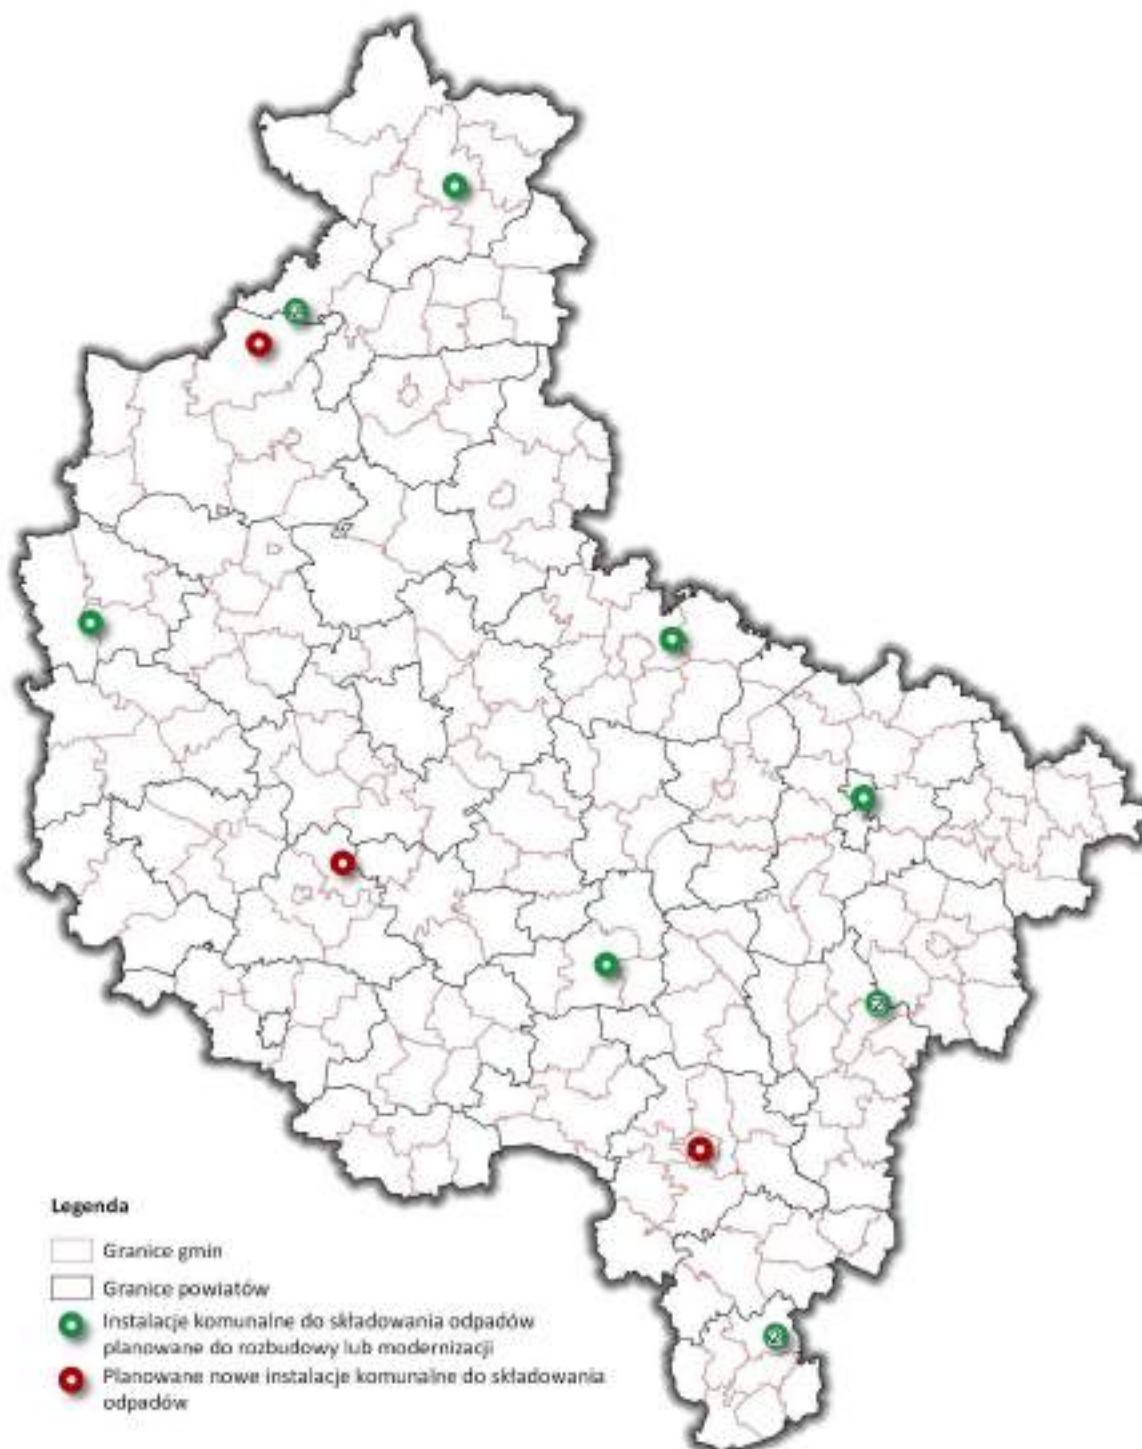 Legenda
Granice gmin
Granice powiatów
Instalacje komunalne do składowania odpadów
planowane do rozbudowy lub modernizacji
Planowane nowe instalacje komunalne do składowania
odpadów